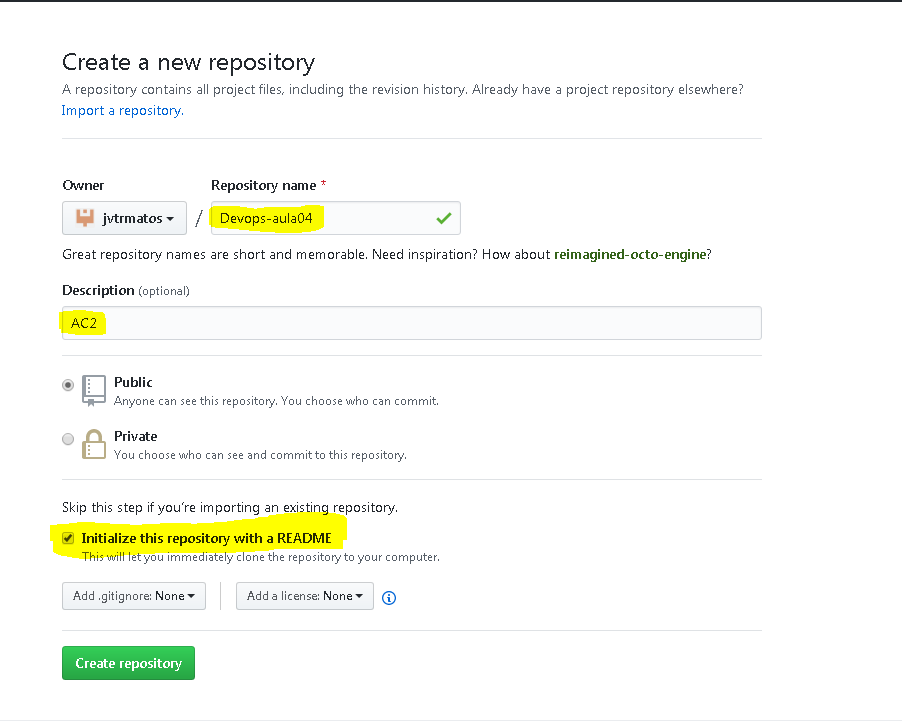 Create a new repository
A repository contains all project files, including the revision history. Already have a project repository elsewhere?
Import a repository.
Owner Repository name *
jvtrmatos / Devops-aula04
Great repository names are short and memorable. Need inspiration? How about reimagined-octo-engine?
Description (optional)
AC2
Public
Anyone can see this repository. You choose who can commit.
Private
You choose who can see and commit to this repository.
Skip this step if you’re importing an existing repository.
Initialize this repository with a README
This will let you immediately clone the repository to your computer.
Add .gitignore: None Add a license: None
Create repository